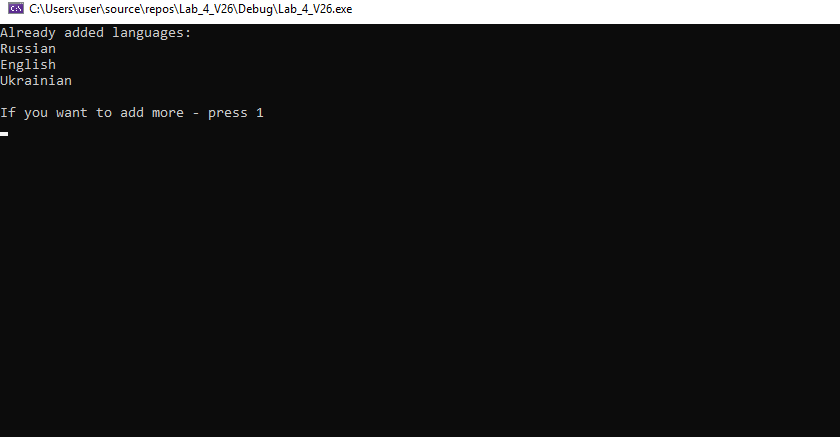 C:\Users\user\source\repos\Lab_4_V26\Debug\Lab_4_V26.exe
Already added languages:
Russian
English
Ukrainian
If you want to add more - press 1